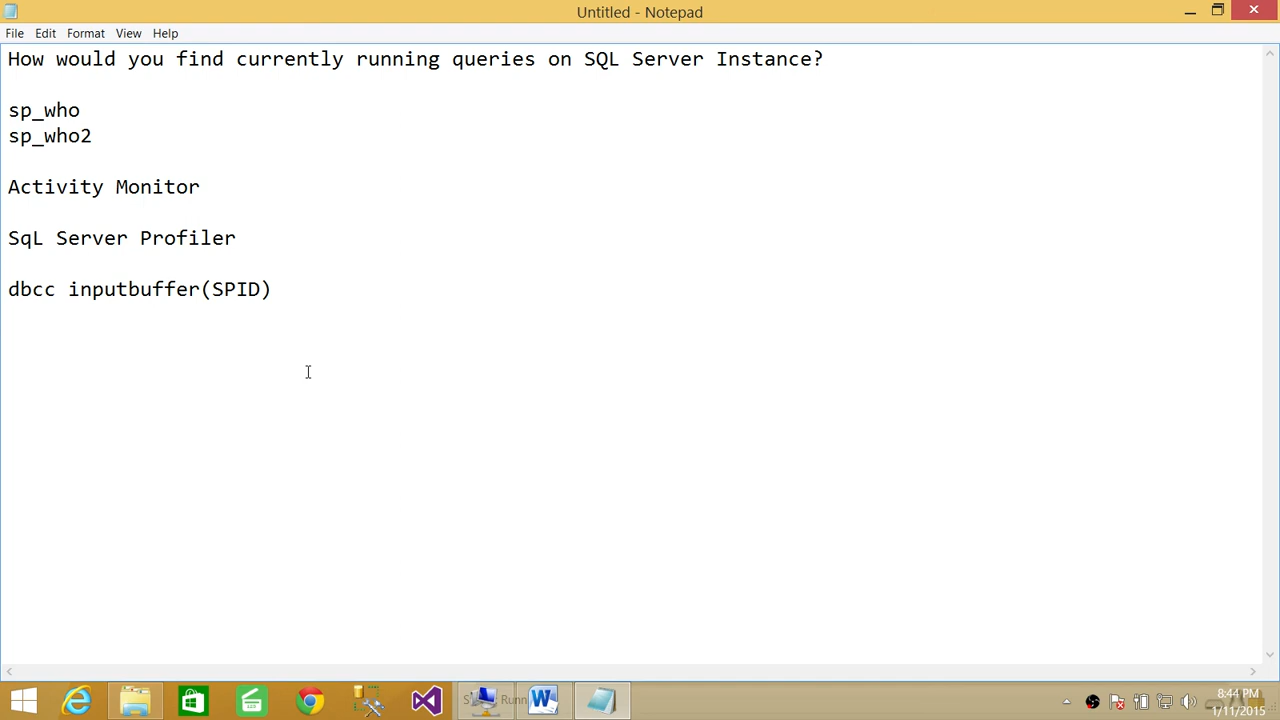 Untitled - Notepad
File Edit Format View Help
How would you find currently running queries on SQL Server Instance?
sp_who
sp_who2
Activity Monitor
SqL Server Profiler
dbcc inputbuffer(SPID)
8:44 PM
1/11/2015